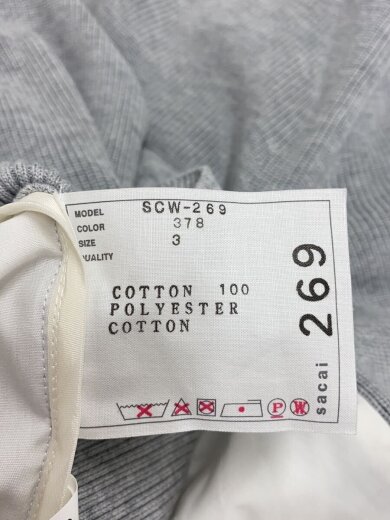 MODEL SCW-269
COLOR 378
SIZE 3
QUALITY
COTTON 100
POLYESTER
COTTON
P W
sacai 269